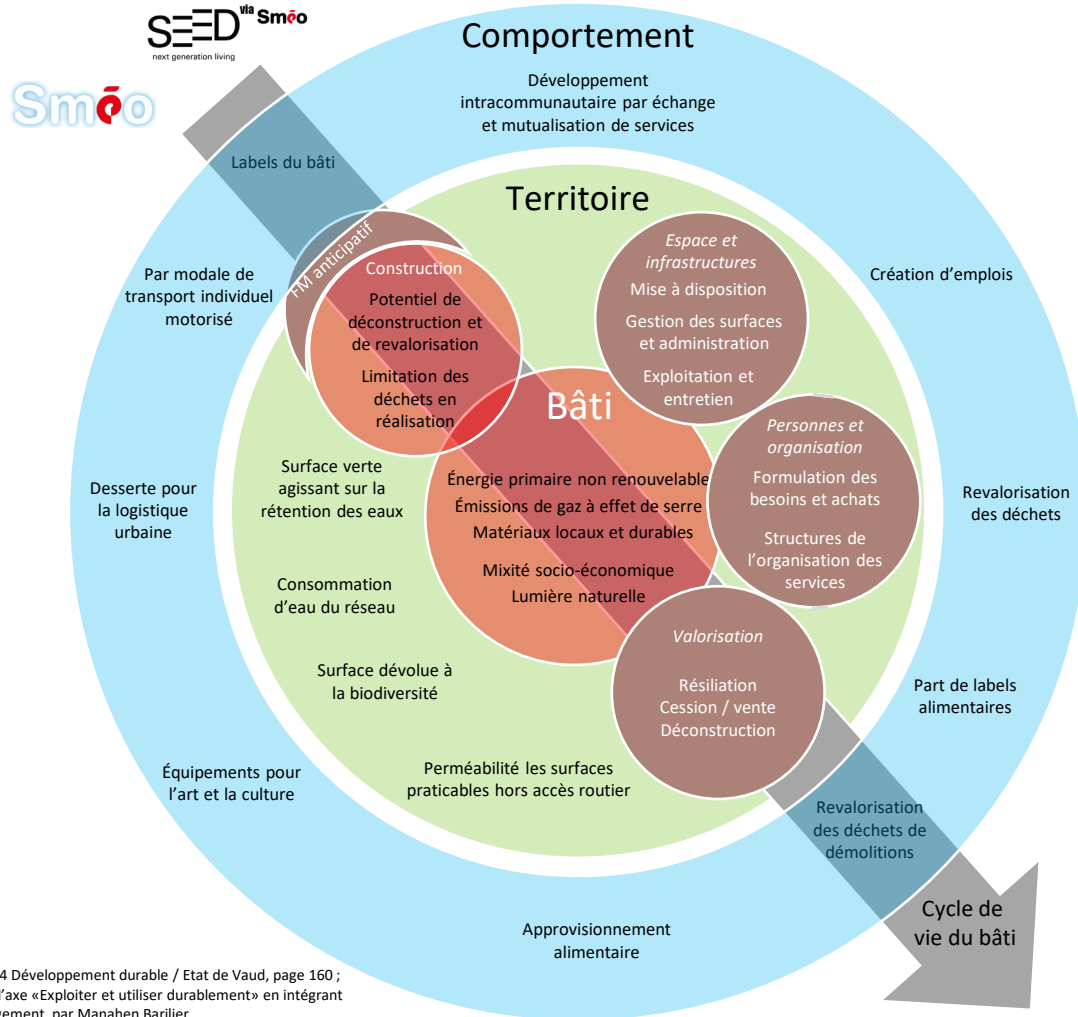 SEED via Sméo
next generation living
Sméo
Comportement
Développement
intracommunautaire par échange
et mutualisation de services
Labels du bâti
Territoire
FM anticipatif
Espace et
infrastructures
Mise à disposition
Gestion des surfaces
et administration
Exploitation et
entretien
Construction
Potentiel de
déconstruction et
de revalorisation
Limitation des
déchets en
réalisation
Par modale de
transport individuel
motorisé
Création d’emplois
Bâti
Personnes et
organisation
Formulation des
besoins et achats
Structures de
l’organisation des
services
Énergie primaire non renouvelable
Émissions de gaz à effet de serre
Matériaux locaux et durables
Mixité socio-économique
Lumière naturelle
Surface verte
agissant sur la
rétention des eaux
Desserte pour
la logistique
urbaine
Revalorisation
des déchets
Consommation
d’eau du réseau
Valorisation
Résiliation
Cession / vente
Déconstruction
Surface dévolue à
la biodiversité
Part de labels
alimentaires
Perméabilité les surfaces
praticables hors accès routier
Équipements pour
l’art et la culture
Revalorisation
des déchets de
démolitions
Approvisionnement
alimentaire
Cycle de
vie du bâti
4 Développement durable / Etat de Vaud, page 160 ;
l’axe «Exploiter et utiliser durablement» en intégrant
gement, par Manahen Barilier